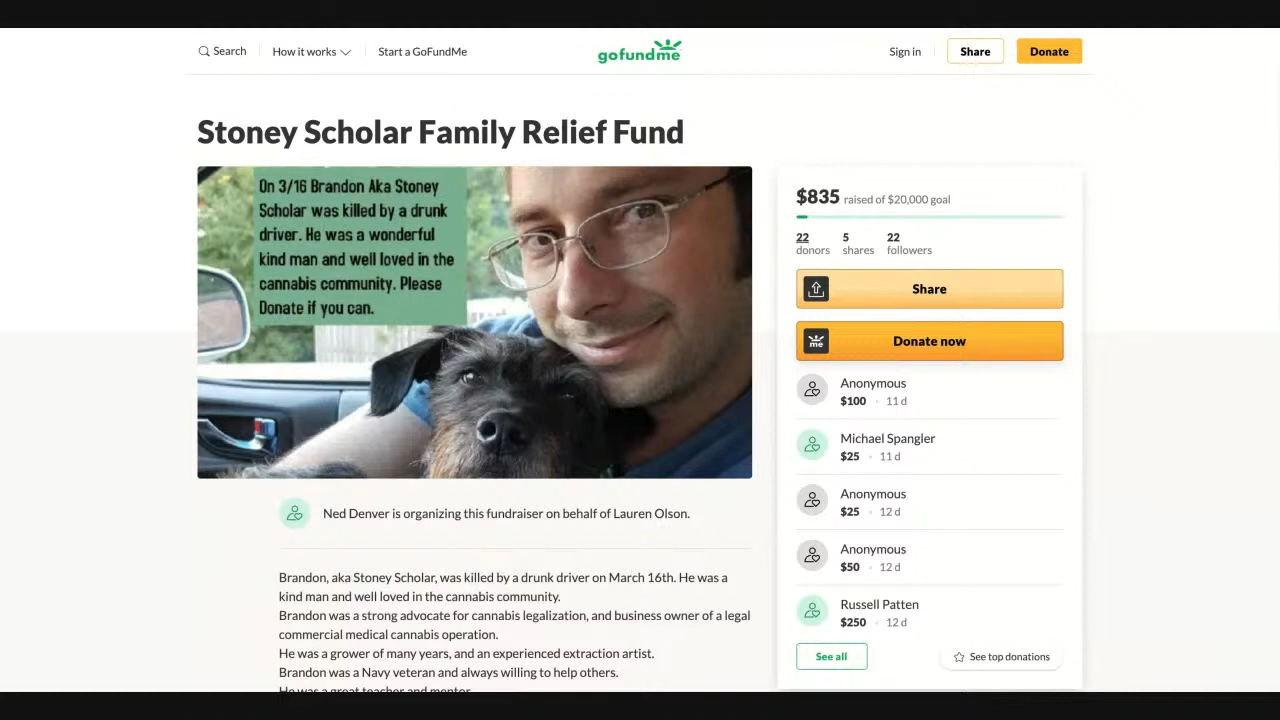 Search
How it works
Start a GoFundMe
gofundme
Sign in
Share
Donate
Stoney Scholar Family Relief Fund
On 3/16 Brandon Aka Stoney
Scholar was killed by a drunk
driver. He was a wonderful
kind man and well loved in the
cannabis community. Please
Donate if you can.
Ned Denver is organizing this fundraiser on behalf of Lauren Olson.
Brandon, aka Stoney Scholar, was killed by a drunk driver on March 16th. He was a
kind man and well loved in the cannabis community.
Brandon was a strong advocate for cannabis legalization, and business owner of a legal
commercial medical cannabis operation.
He was a grower of many years, and an experienced extraction artist.
Brandon was a Navy veteran and always willing to help others.
He was a great teacher and mentor
$835 raised of $20,000 goal
22 donors
5 shares
22 followers
Share
me
Donate now
Anonymous
$100 • 11 d
Michael Spangler
$25 • 11 d
Anonymous
$25 • 12 d
Anonymous
$50 • 12 d
Russell Patten
$250 • 12 d
See all
See top donations